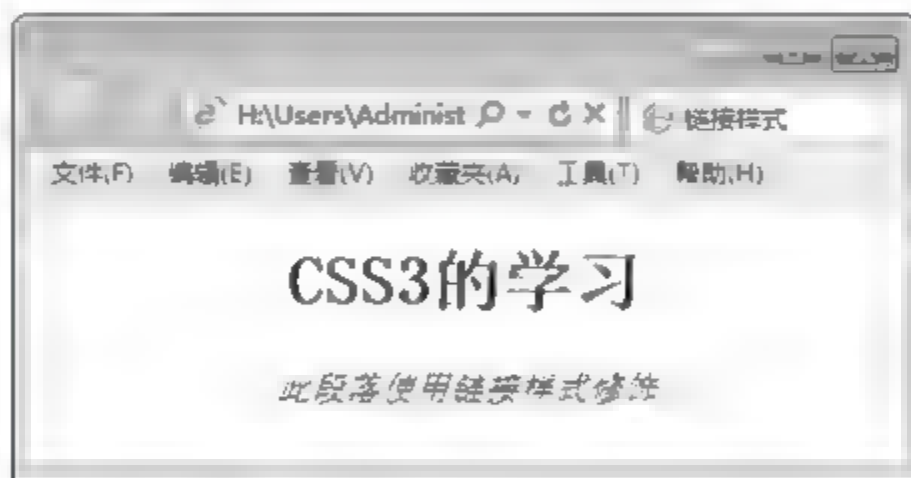 H:\Users\Administ 链接样式
文件(F) 编辑(E) 查看(V) 收藏夹(A) 工具(T) 帮助(H)
CSS3的学习
此段落使用链接样式修饰